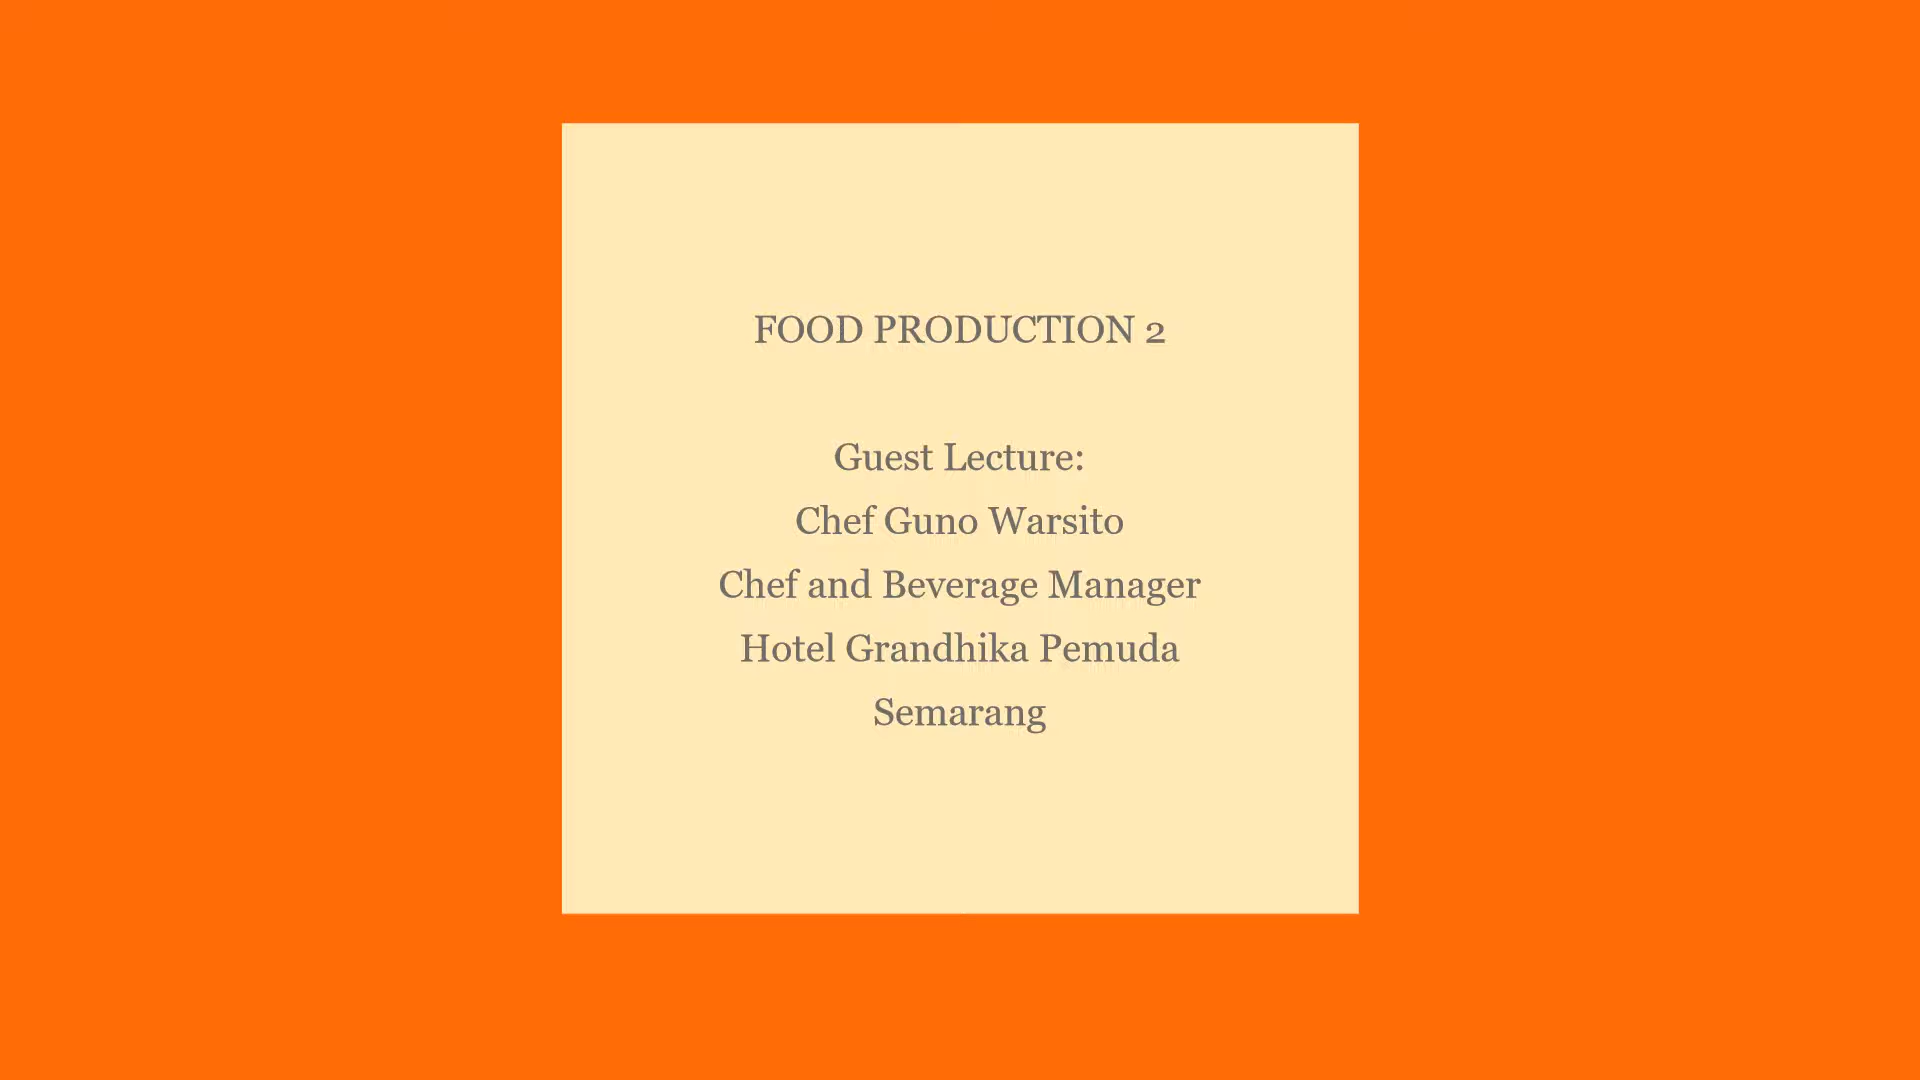 FOOD PRODUCTION 2
Guest Lecture:
Chef Guno Warsito
Chef and Beverage Manager
Hotel Grandhika Pemuda
Semarang